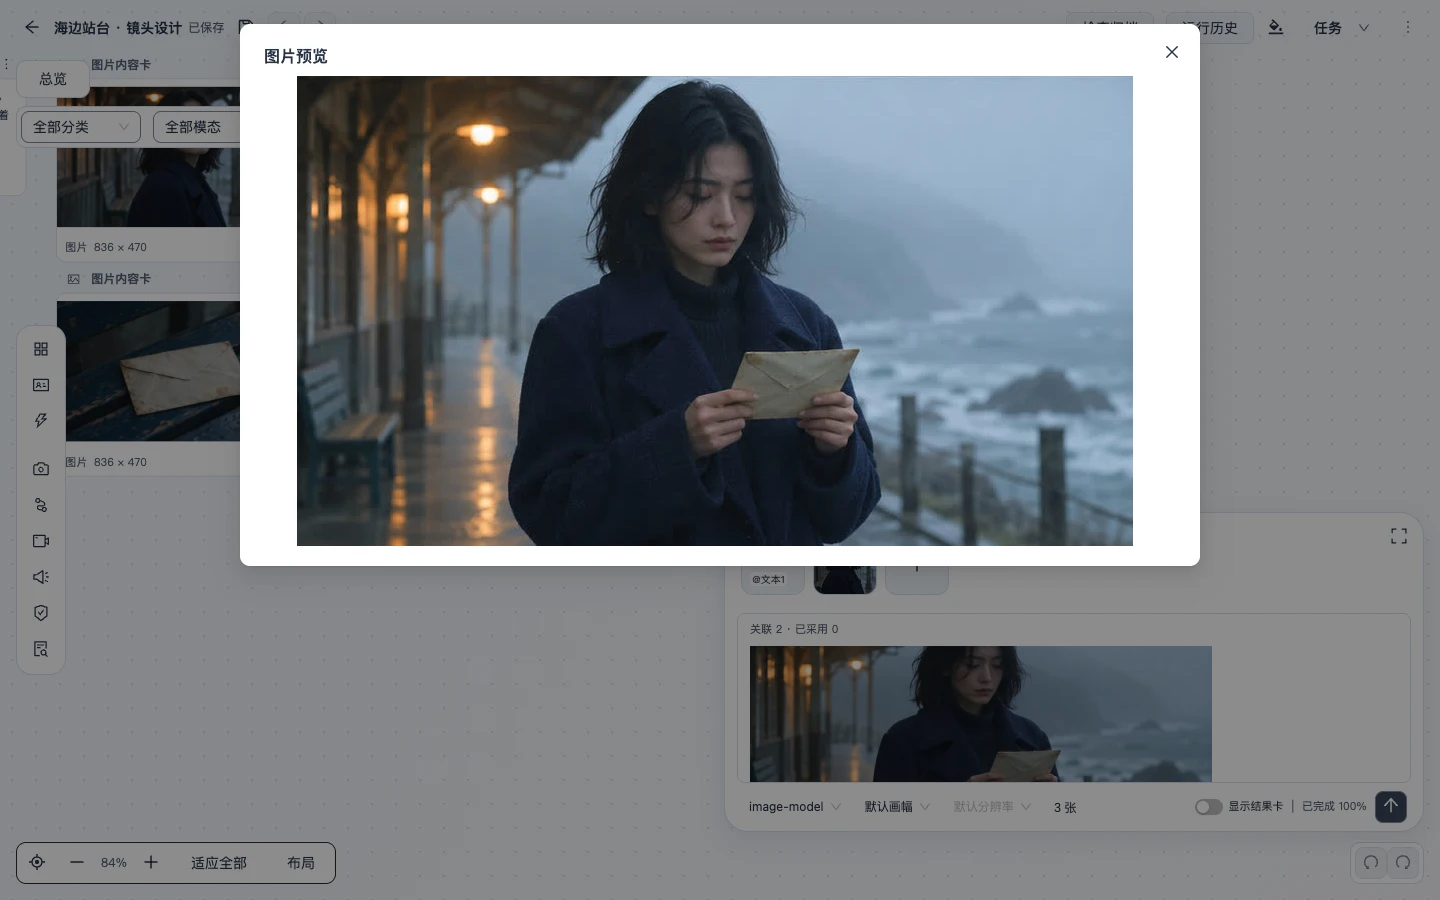 海边站台 · 镜头设计 已保存
运行历史
任务
图片预览
图片内容卡
总览
全部分类
全部模态
着
图片 836 × 470
图片内容卡
图片 836 × 470
@文本1
关联 2 · 已采用 0
image-model
默认画幅
默认分辨率
3 张
显示结果卡 | 已完成 100%
84%
适应全部
布局